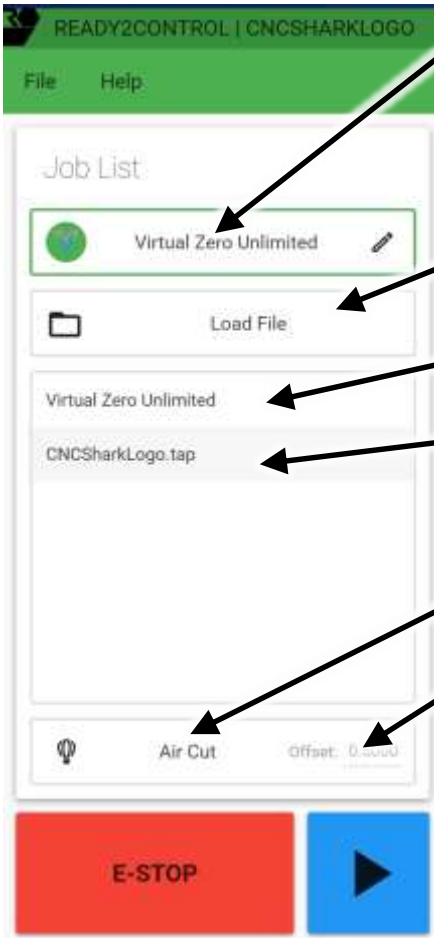 READY2CONTROL | CNCSHARKLOGO
File Help
Job List
Virtual Zero Unlimited
Load File
Virtual Zero Unlimited
CNCSharkLogo.tap
Air Cut Offset:
E-STOP